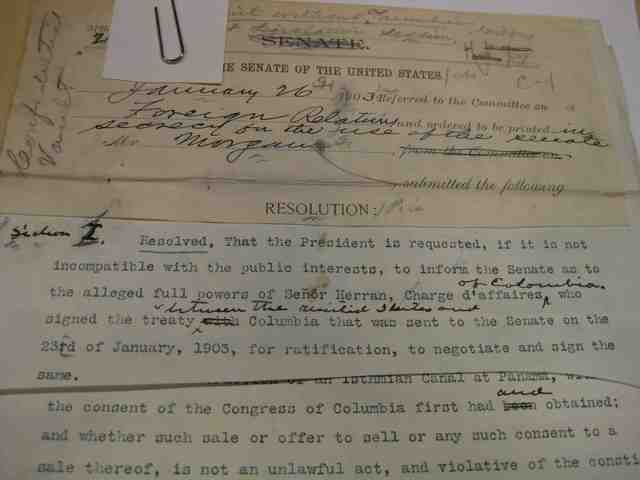 Confidential
Vault
SENATE.
THE SENATE OF THE UNITED STATES
C-1
January 26th 1903 Referred to the Committee on
Foreign Relations and ordered to be printed in
secrecy for the use of the senate
Mr. Morgan from the Committee on
submitted the following
RESOLUTION:
Section I. Resolved, That the President is requested, if it is not
incompatible with the public interests, to inform the Senate as to
of Colombia,
the alleged full powers of Señor Herran, Charge d'affaires, who
between the United States and
signed the treaty with Columbia that was sent to the Senate on the
23rd of January, 1903, for ratification, to negotiate and sign the
same.
of an Isthmian Canal at Panama,
and
the consent of the Congress of Columbia first had been obtained;
and whether such sale or offer to sell or any such consent to a
sale thereof, is not an unlawful act, and violative of the consti